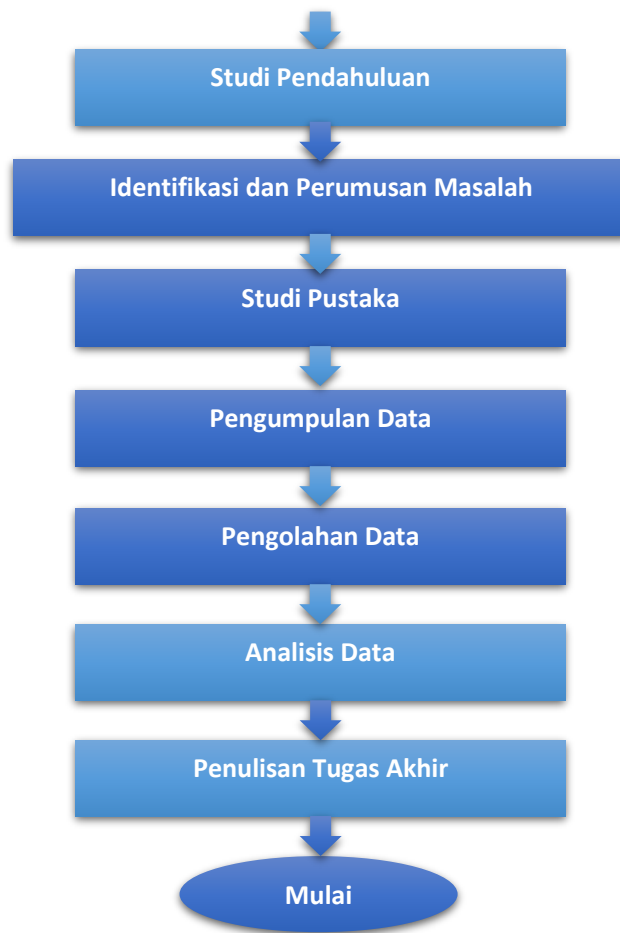 Studi Pendahuluan
Identifikasi dan Perumusan Masalah
Studi Pustaka
Pengumpulan Data
Pengolahan Data
Analisis Data
Penulisan Tugas Akhir
Mulai